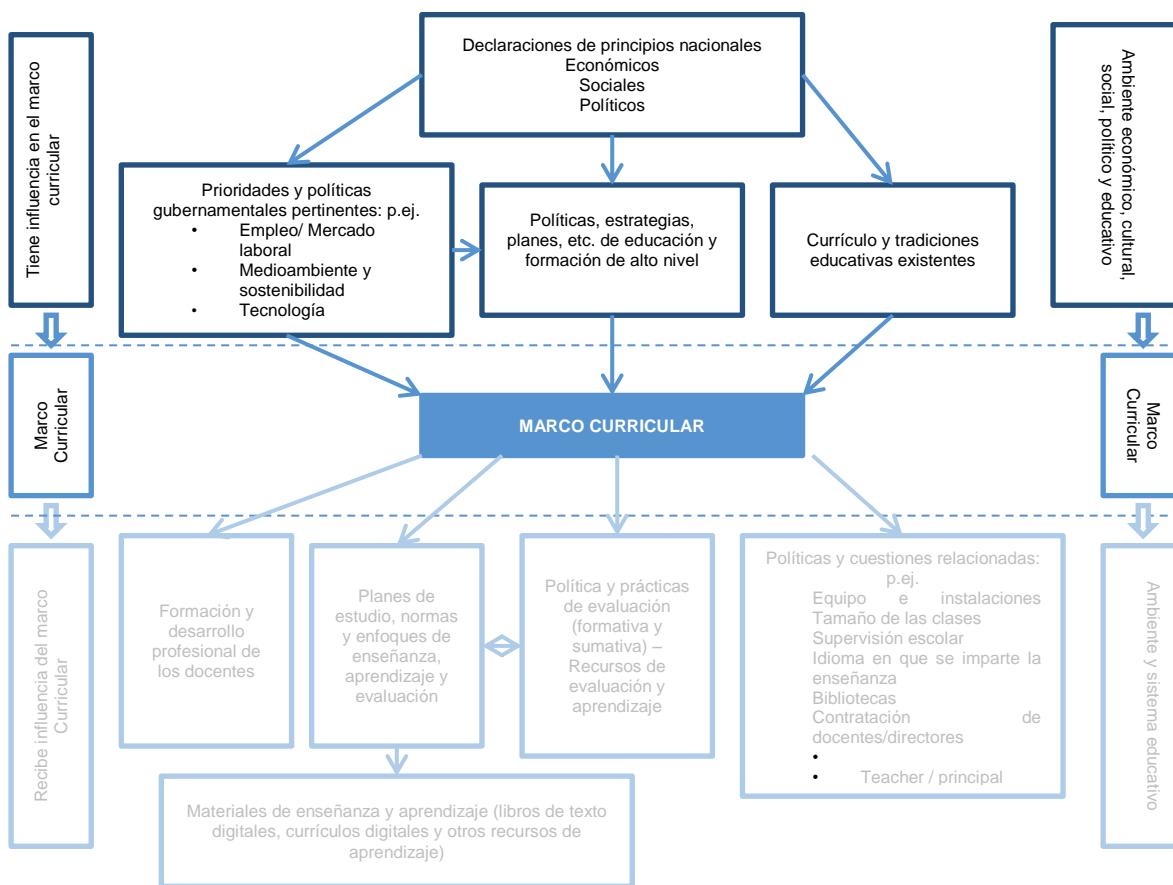 Declaraciones de principios nacionales
Económicos
Sociales
Políticos
Tiene influencia en el marco
curricular
Prioridades y políticas
gubernamentales pertinentes: p.ej.
• Empleo/ Mercado
laboral
• Medioambiente y
sostenibilidad
• Tecnología
Políticas, estrategias,
planes, etc. de educación y
formación de alto nivel
Currículo y tradiciones
educativas existentes
Ambiente económico, cultural,
social, político y educativo
Marco
Curricular
MARCO CURRICULAR
Marco
Curricular
Recibe influencia del marco
Curricular
Formación y
desarrollo
profesional de
los docentes
Planes de
estudio, normas
y enfoques de
enseñanza,
aprendizaje y
evaluación
Política y prácticas
de evaluación
(formativa y
sumativa) –
Recursos de
evaluación y
aprendizaje
Políticas y cuestiones relacionadas:
p.ej.
Equipo e instalaciones
Tamaño de las clases
Supervisión escolar
Idioma en que se imparte la
enseñanza
Bibliotecas
Contratación de
docentes/directores
•
• Teacher / principal
Ambiente y sistema educativo
Materiales de enseñanza y aprendizaje (libros de texto
digitales, currículos digitales y otros recursos de
aprendizaje)